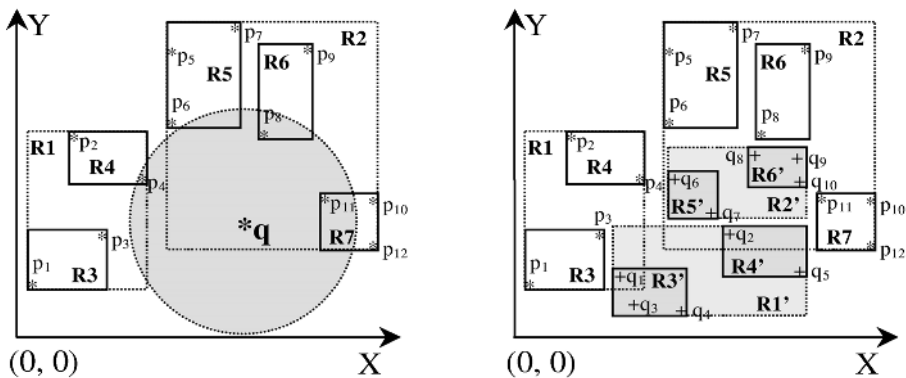 Y
p₇
R2
p₅
R5
R6
p₉
p₆
p₈
R1
p₂
R4
p₄
*q
p₁₁
p₁₀
p₃
R7
p₁₂
p₁
R3
(0, 0)
X
Y
p₇
R2
p₅
R5
R6
p₉
p₆
p₈
R1
p₂
R4
q₈
q₉
R6’
p₄
q₆
q₁₀
R5’
R2’
p₁₁
p₁₀
q₇
p₃
q₂
R7
p₁₂
p₁
R3
q₁
R3’
R4’
q₅
q₃
q₄
R1’
(0, 0)
X